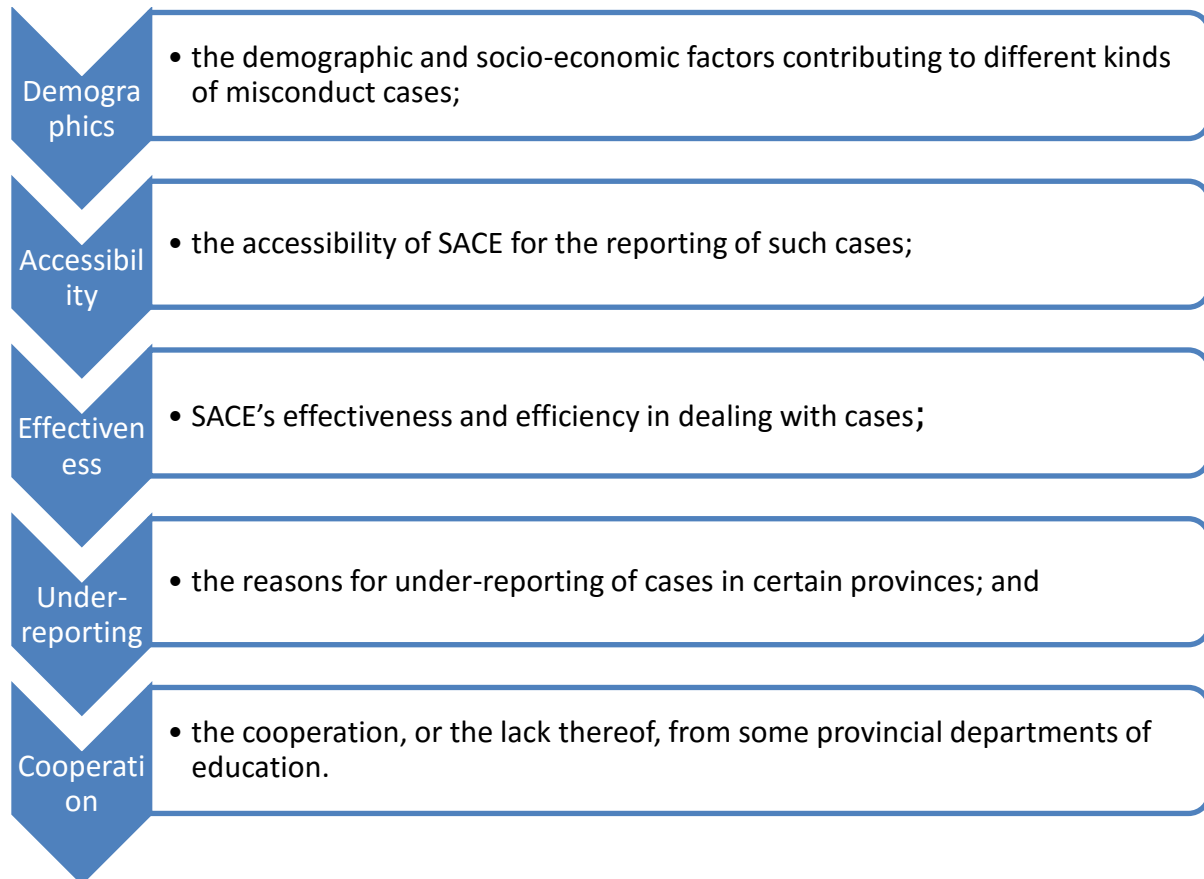 Demogra
phics
• the demographic and socio-economic factors contributing to different kinds
of misconduct cases;
Accessibil
ity
• the accessibility of SACE for the reporting of such cases;
Effectiven
ess
• SACE’s effectiveness and efficiency in dealing with cases;
Under-
reporting
• the reasons for under-reporting of cases in certain provinces; and
Cooperati
on
• the cooperation, or the lack thereof, from some provincial departments of
education.